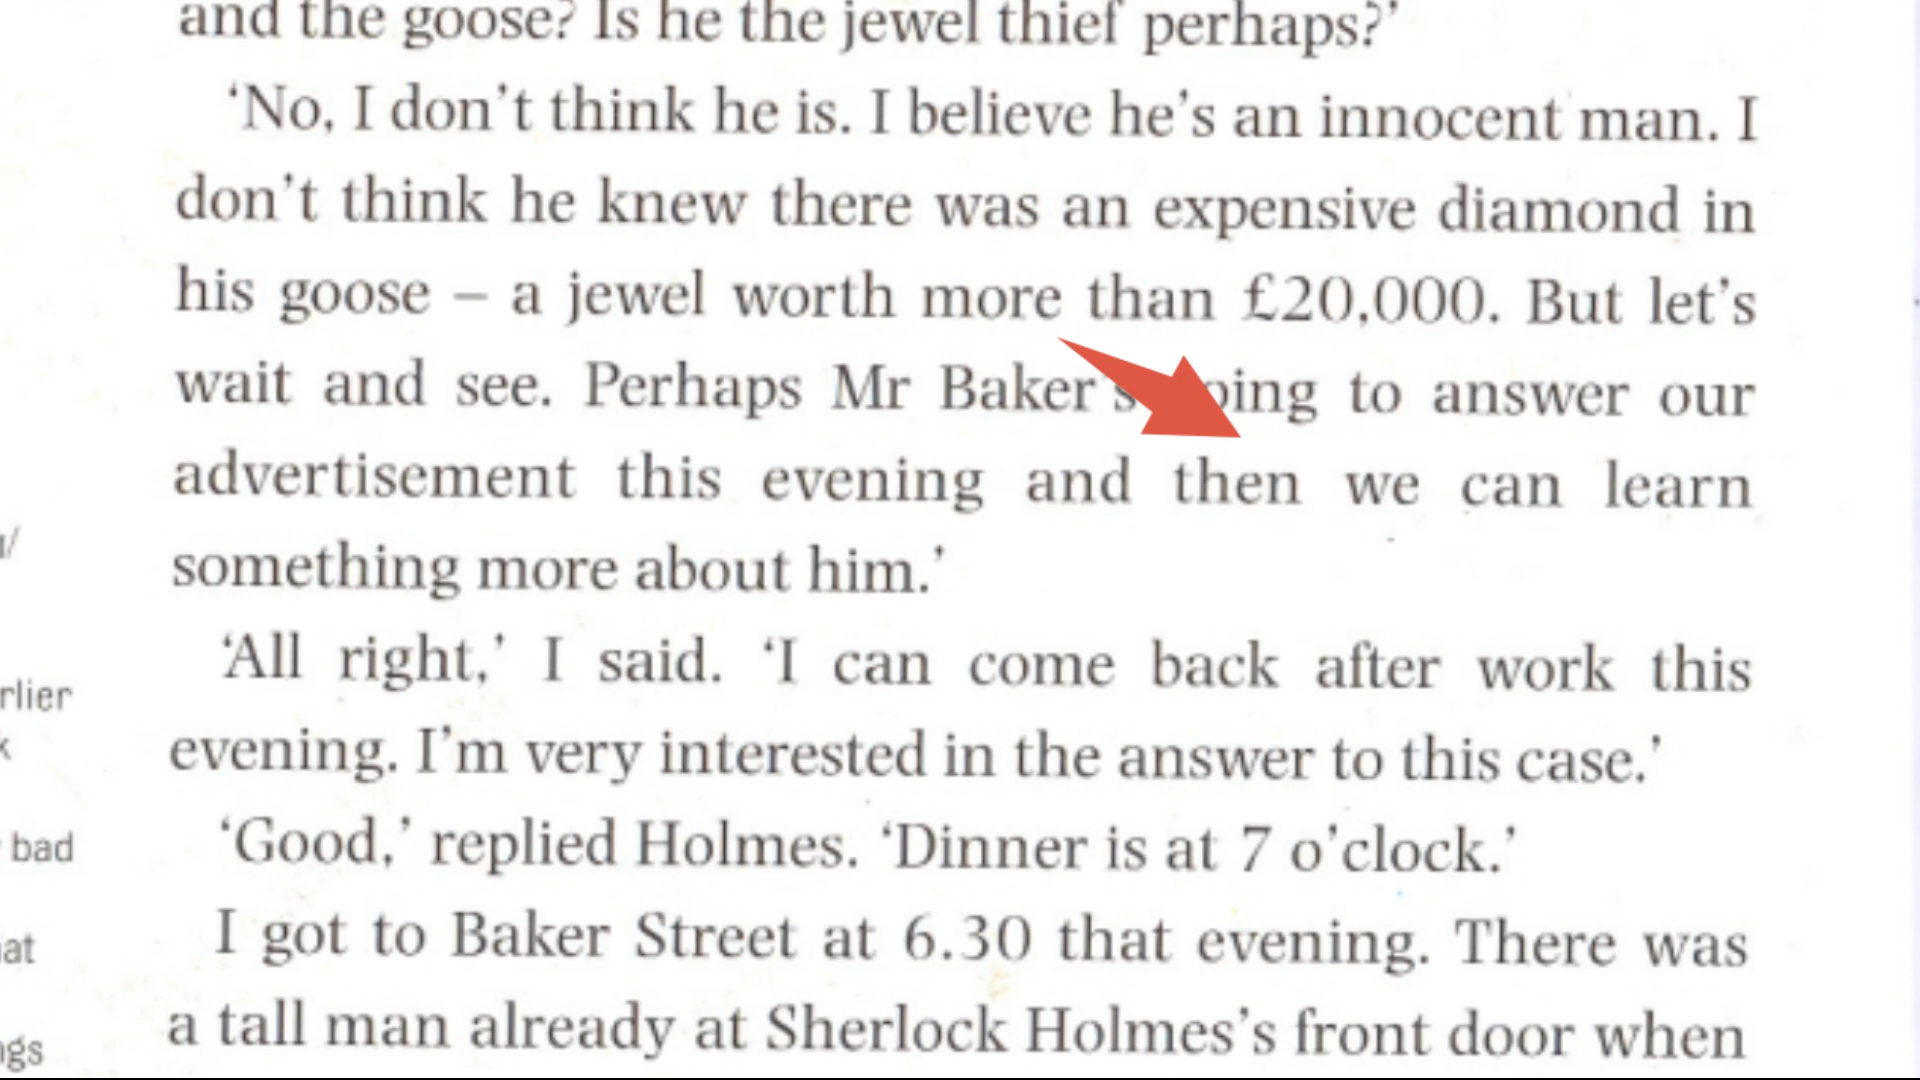 and the goose? Is he the jewel thief perhaps?’
‘No, I don’t think he is. I believe he’s an innocent man. I
don’t think he knew there was an expensive diamond in
his goose – a jewel worth more than £20,000. But let’s
wait and see. Perhaps Mr Baker to answer our
advertisement this evening and then we can learn
something more about him.’
‘All right,’ I said. ‘I can come back after work this
evening. I’m very interested in the answer to this case.’
‘Good,’ replied Holmes. ‘Dinner is at 7 o’clock.’
I got to Baker Street at 6.30 that evening. There was
a tall man already at Sherlock Holmes’s front door when
rlier
bad